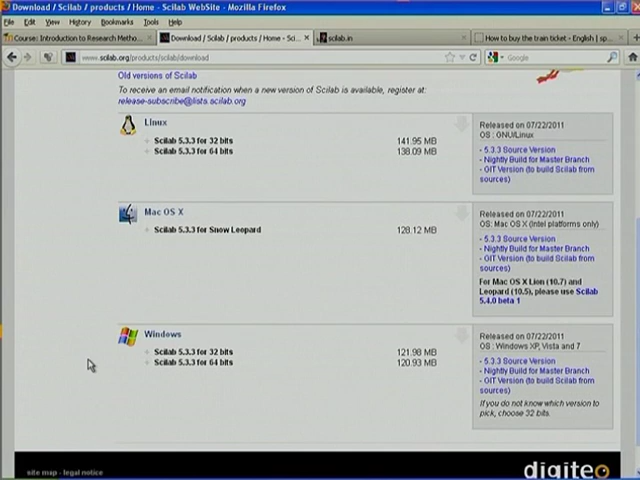 Download / Scilab / products / Home - Scilab WebSite - Mozilla Firefox
File Edit View History Bookmarks Tools Help
Course: Introduction to Research Metho...
Download / Scilab / products / Home - Sci...
scilab.in
How to buy the train ticket - English | sp...
www.scilab.org/products/scilab/download
Google
Old versions of Scilab
To receive an email notification when a new version of Scilab is available, register at:
release-subscribe@lists.scilab.org
Linux
Scilab 5.3.3 for 32 bits 141.95 MB
Scilab 5.3.3 for 64 bits 138.09 MB
Released on 07/22/2011
OS : GNU/Linux
- 5.3.3 Source Version
- Nightly Build for Master Branch
- GIT Version (to build Scilab from
sources)
Mac OS X
Scilab 5.3.3 for Snow Leopard 128.12 MB
Released on 07/22/2011
OS: Mac OS X (Intel platforms only)
- 5.3.3 Source Version
- Nightly Build for Master Branch
- GIT Version (to build Scilab from
sources)
For Mac OS X Lion (10.7) and
Leopard (10.5), please use Scilab
5.4.0 beta 1
Windows
Scilab 5.3.3 for 32 bits 121.98 MB
Scilab 5.3.3 for 64 bits 120.93 MB
Released on 07/22/2011
OS : Windows XP, Vista and 7
- 5.3.3 Source Version
- Nightly Build for Master Branch
- GIT Version (to build Scilab from
sources)
If you do not know which version to
pick, choose 32 bits.
site map - legal notice
digiteo